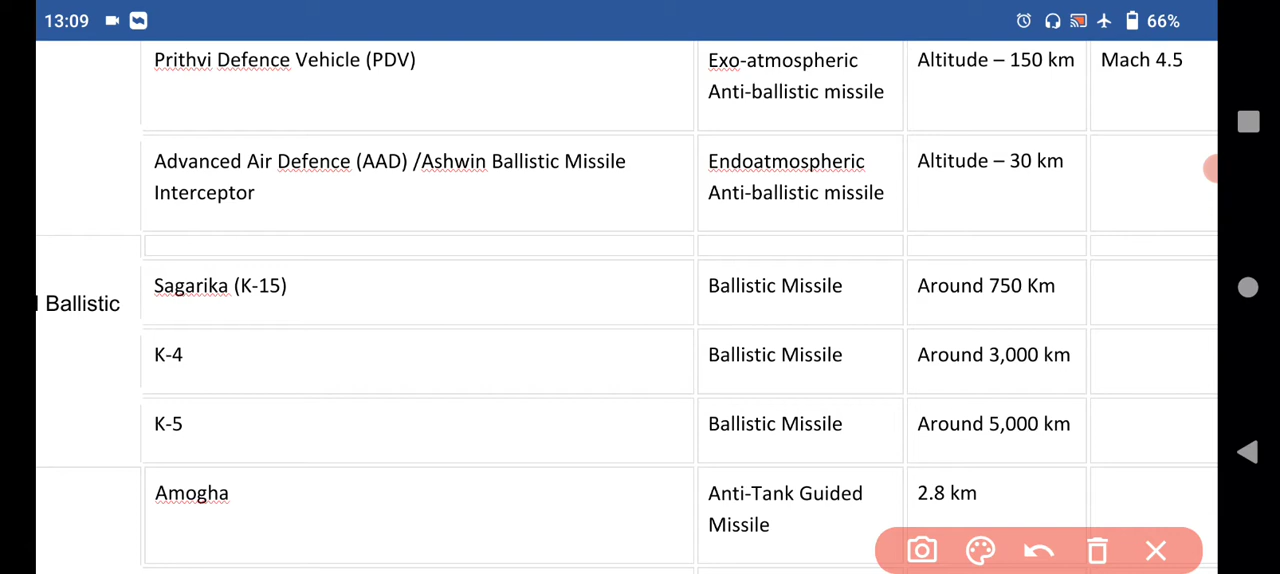 13:09
66%
Prithvi Defence Vehicle (PDV)
Exo-atmospheric
Anti-ballistic missile
Altitude – 150 km
Mach 4.5
Advanced Air Defence (AAD) /Ashwin Ballistic Missile
Interceptor
Endoatmospheric
Anti-ballistic missile
Altitude – 30 km
Ballistic
Sagarika (K-15)
Ballistic Missile
Around 750 Km
K-4
Ballistic Missile
Around 3,000 km
K-5
Ballistic Missile
Around 5,000 km
Amogha
Anti-Tank Guided
Missile
2.8 km